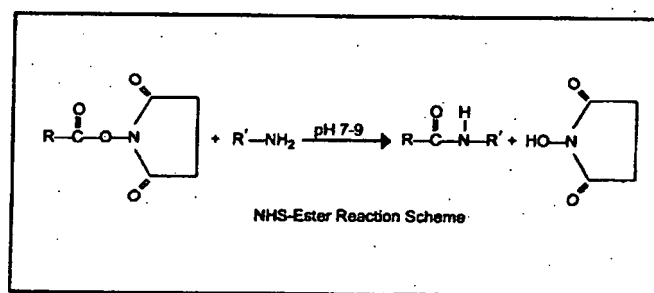 R—C(=O)—O—N + R'—NH₂ pH 7-9 R—C(=O)—N(H)—R' + HO—N
NHS-Ester Reaction Scheme